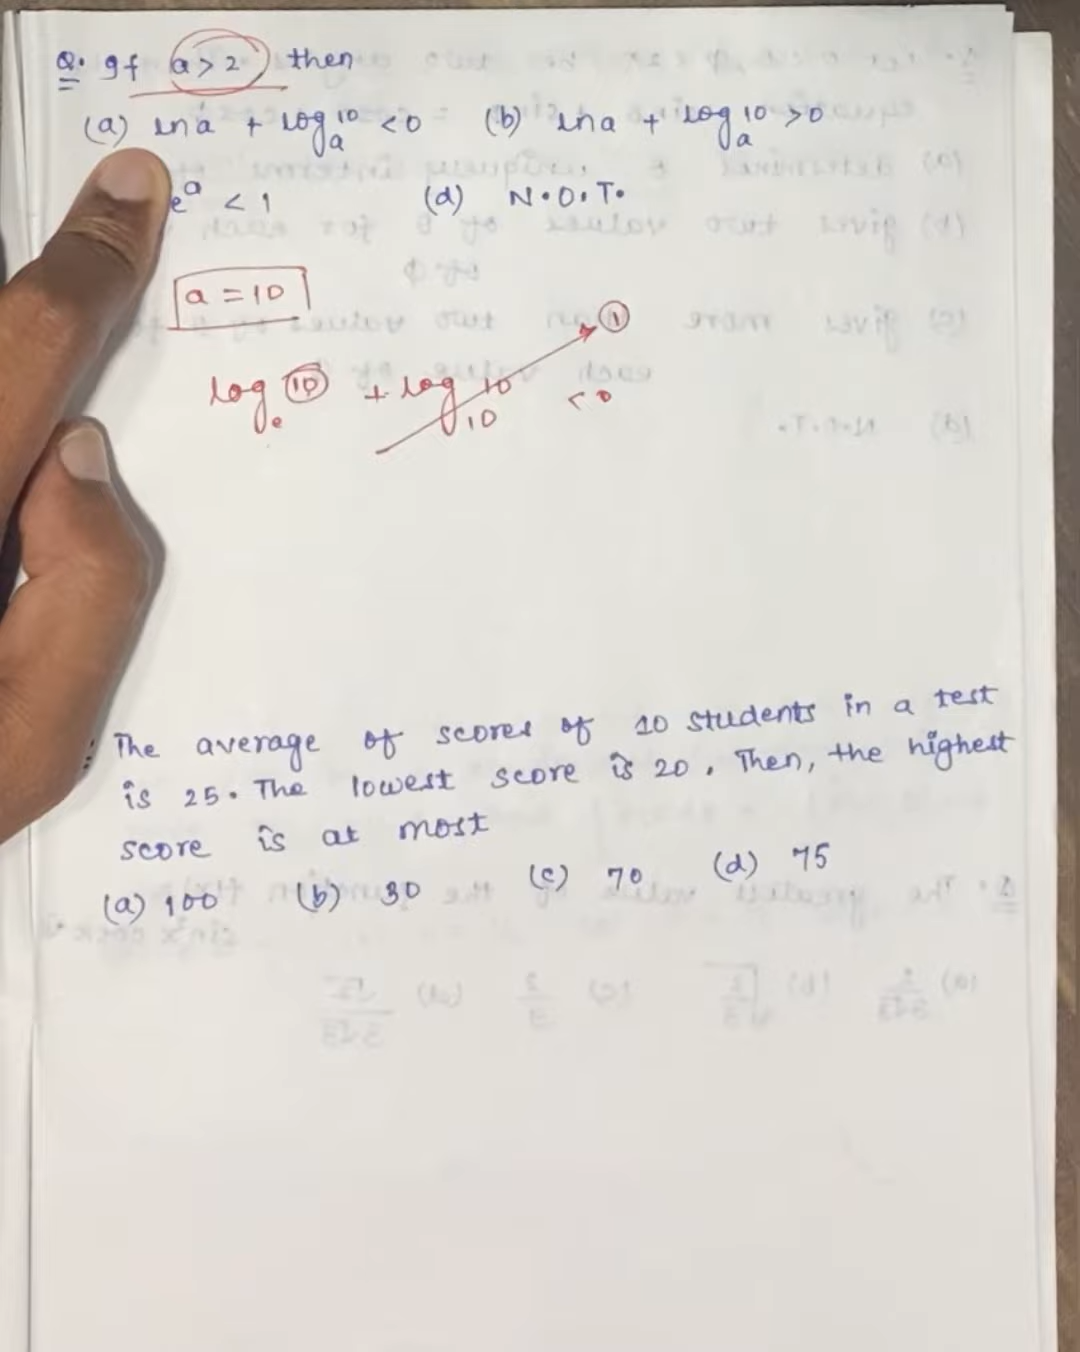 Q. If a > 2 then
(a) ln a + log_a 10 < 0 (b) ln a + log_a 10 > 0
e^a < 1 (d) N.O.T.
a = 10
1
log_e 10 + log_10 10 < 0
The average of scores of 10 students in a test
is 25. The lowest score is 20. Then, the highest
score is at most
(a) 100 (b) 30 (c) 70 (d) 75